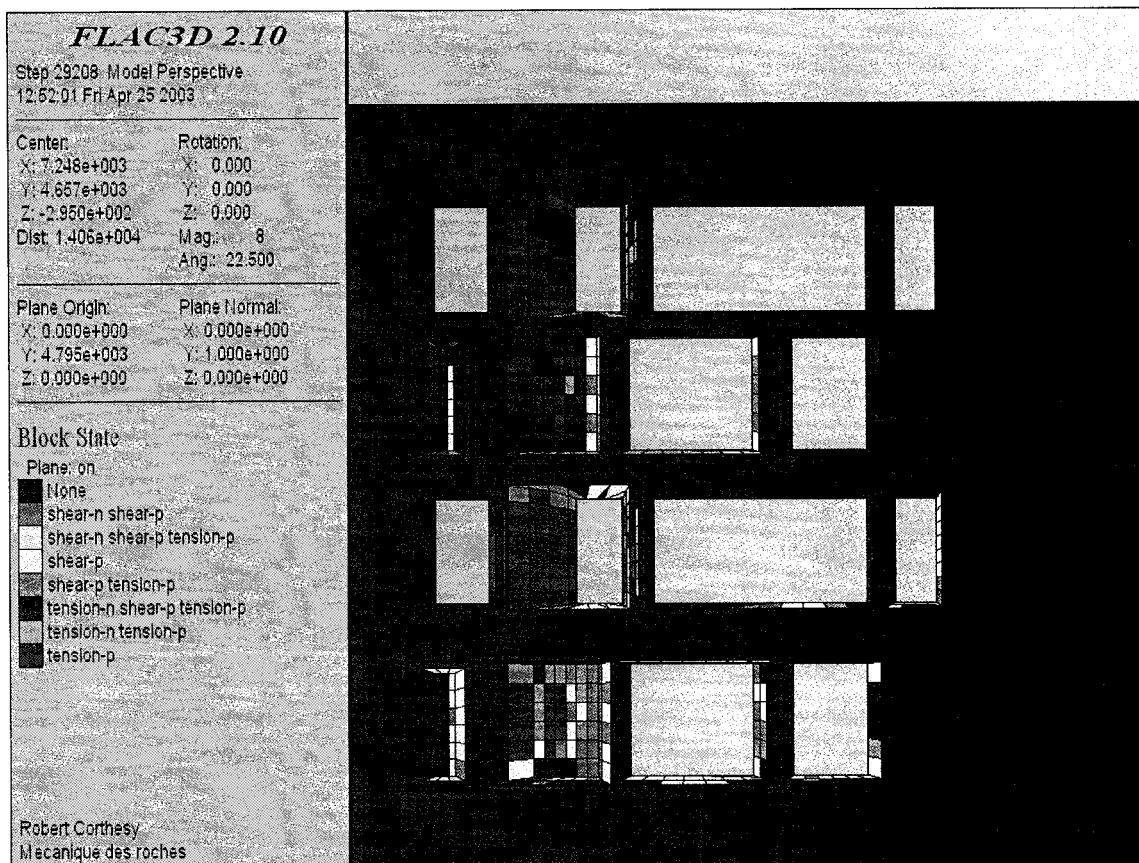 FLAC3D 2.10
Step 29208 Model Perspective
12:52:01 Fri Apr 25 2003
Center: Rotation:
X: 7.248e+003 X: 0.000
Y: 4.657e+003 Y: 0.000
Z: -2.950e+002 Z: 0.000
Dist: 1.406e+004 Mag.: 8
Ang.: 22.500
Plane Origin: Plane Normal:
X: 0.000e+000 X: 0.000e+000
Y: 4.795e+003 Y: 1.000e+000
Z: 0.000e+000 Z: 0.000e+000
Block State
Plane: on
None
shear-n shear-p
shear-n shear-p tension-p
shear-p
shear-p tension-p
tension-n shear-p tension-p
tension-n tension-p
tension-p
Robert Corthesy
Mecanique des roches